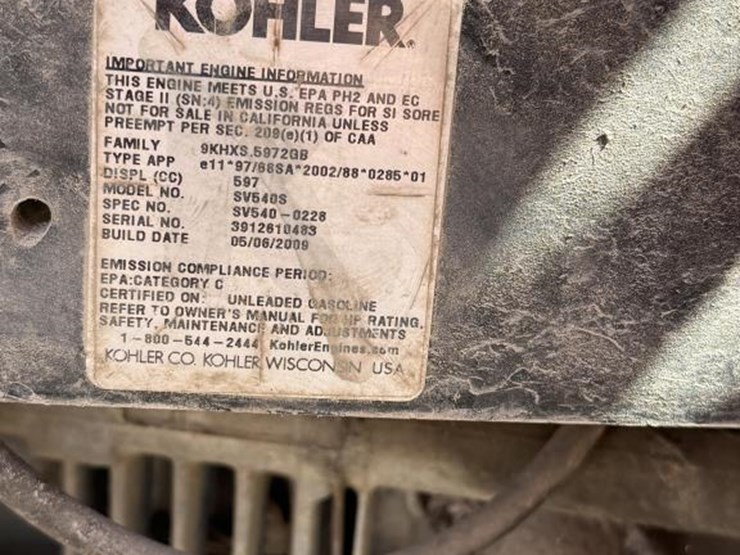 KOHLER.
IMPORTANT ENGINE INFORMATION
THIS ENGINE MEETS U.S. EPA PH2 AND EC
STAGE II (SN:4) EMISSION REGS FOR SI SORE
NOT FOR SALE IN CALIFORNIA UNLESS
PREEMPT PER SEC. 209(e)(1) OF CAA
FAMILY 9KHXS.5972GB
TYPE APP e11*97/68SA*2002/88*0285*01
DISPL (CC) 597
MODEL NO. SV540S
SPEC NO. SV540-0228
SERIAL NO. 3912610483
BUILD DATE 05/06/2009
EMISSION COMPLIANCE PERIOD:
EPA:CATEGORY C
CERTIFIED ON: UNLEADED GASOLINE
REFER TO OWNER'S MANUAL FOR HP RATING,
SAFETY, MAINTENANCE AND ADJUSTMENTS
1-800-544-2444 KohlerEngines.com
KOHLER CO. KOHLER WISCONSIN USA